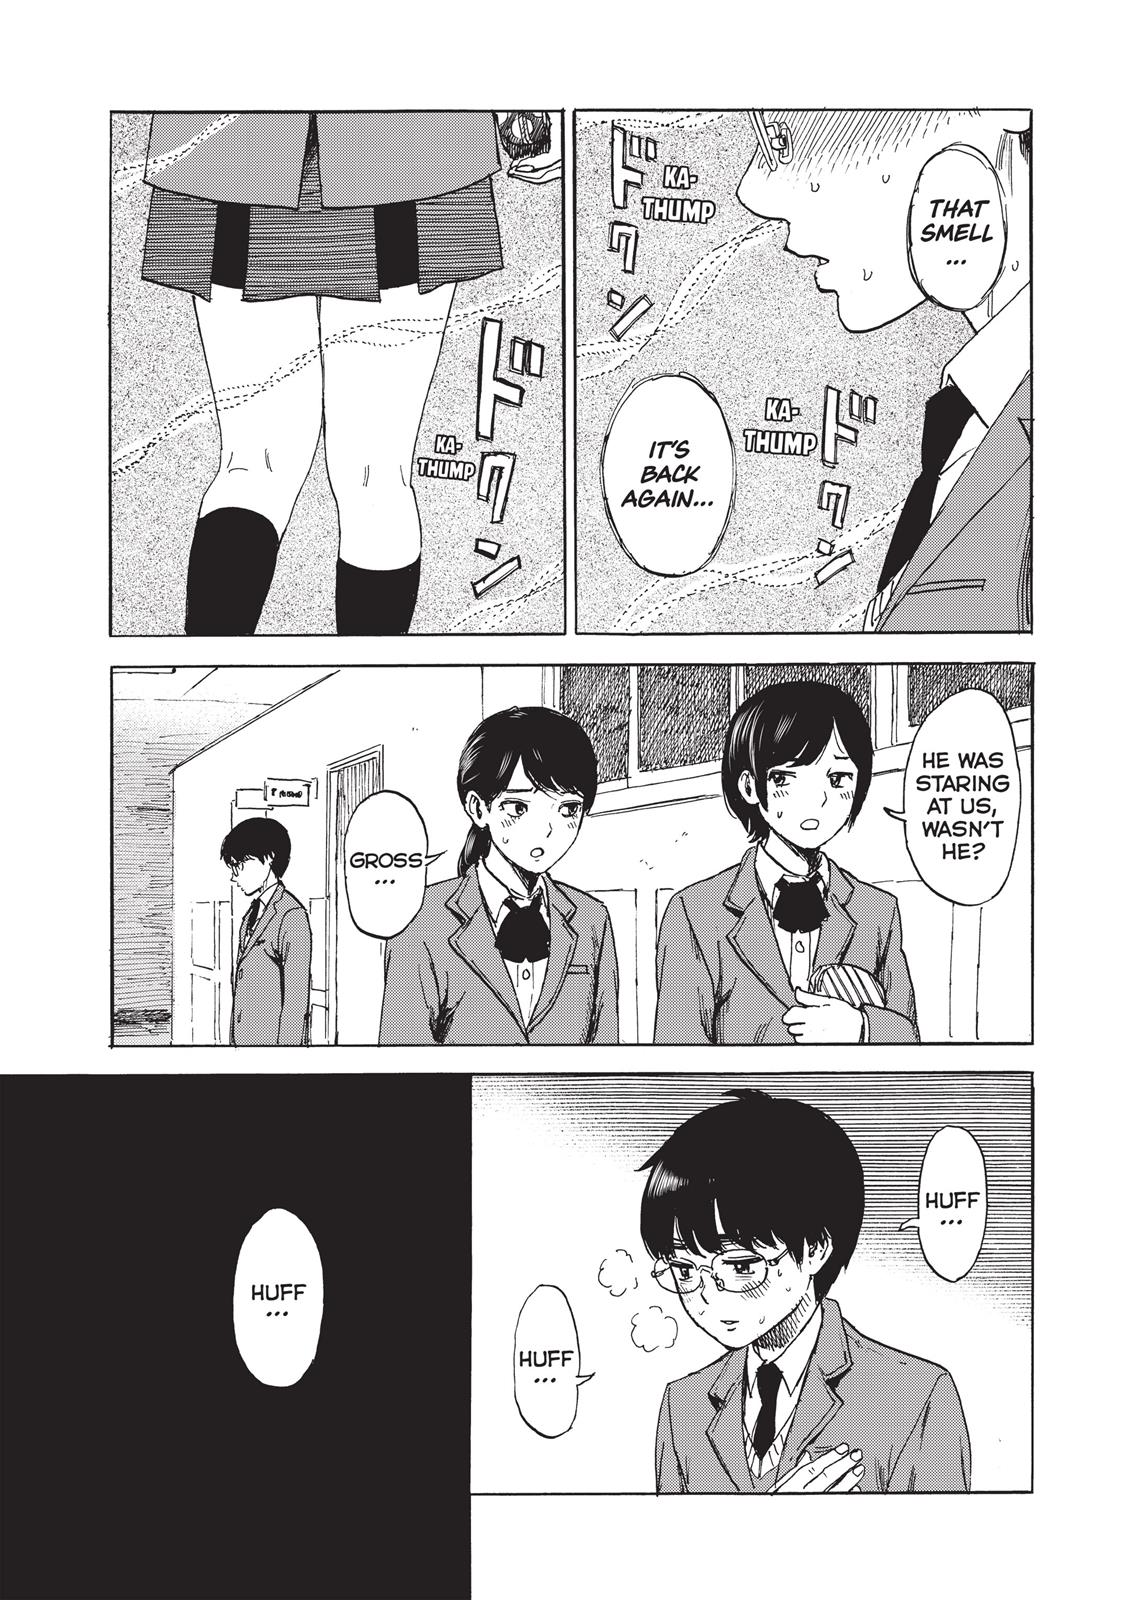 THAT
SMELL
...
ドクン
KA-
THUMP
IT'S
BACK
AGAIN...
KA-
THUMP
ドクン
ドクン
KA-
THUMP
HE WAS
STARING
AT US,
WASN'T
HE?
GROSS
...
HUFF
...
HUFF
...
HUFF
...